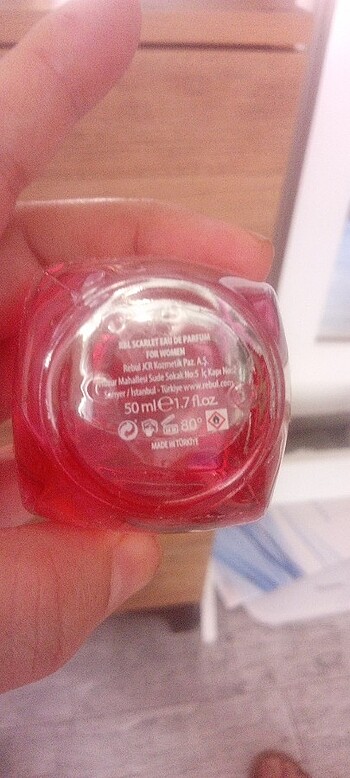 RBL SCARLET EAU DE PARFUM
FOR WOMEN
Rebul JCR Kozmetik Paz. A.Ş.
Mahallesi Sude Sokak No:5 İç Kapı No:
Sarıyer / İstanbul - Türkiye www.rebul.com
50 ml ℮ 1.7 fl.oz.
80°
MADE IN TÜRKİYE